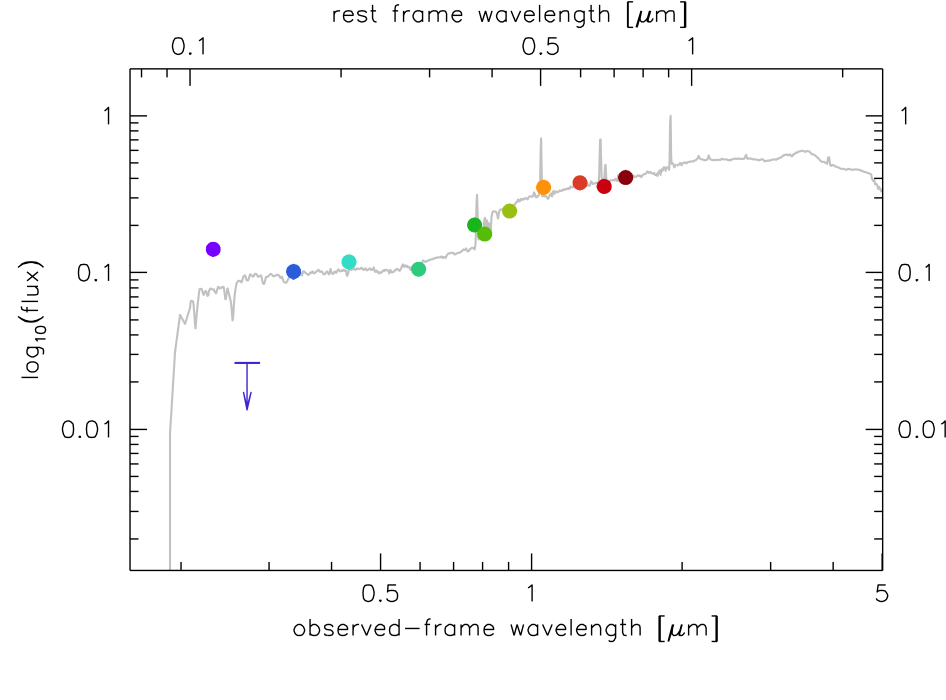 rest frame wavelength [μm]
0.1 0.5 1
1 1
0.1 0.1
0.01 0.01
log10(flux)
0.5 1 5
observed-frame wavelength [μm]